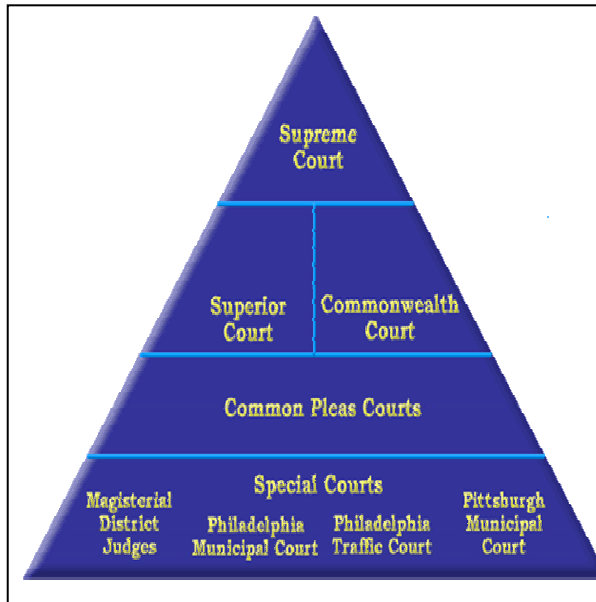 Supreme
Court
Superior
Court
Commonwealth
Court
Common Pleas Courts
Special Courts
Magisterial
District
Judges
Philadelphia
Municipal Court
Philadelphia
Traffic Court
Pittsburgh
Municipal
Court